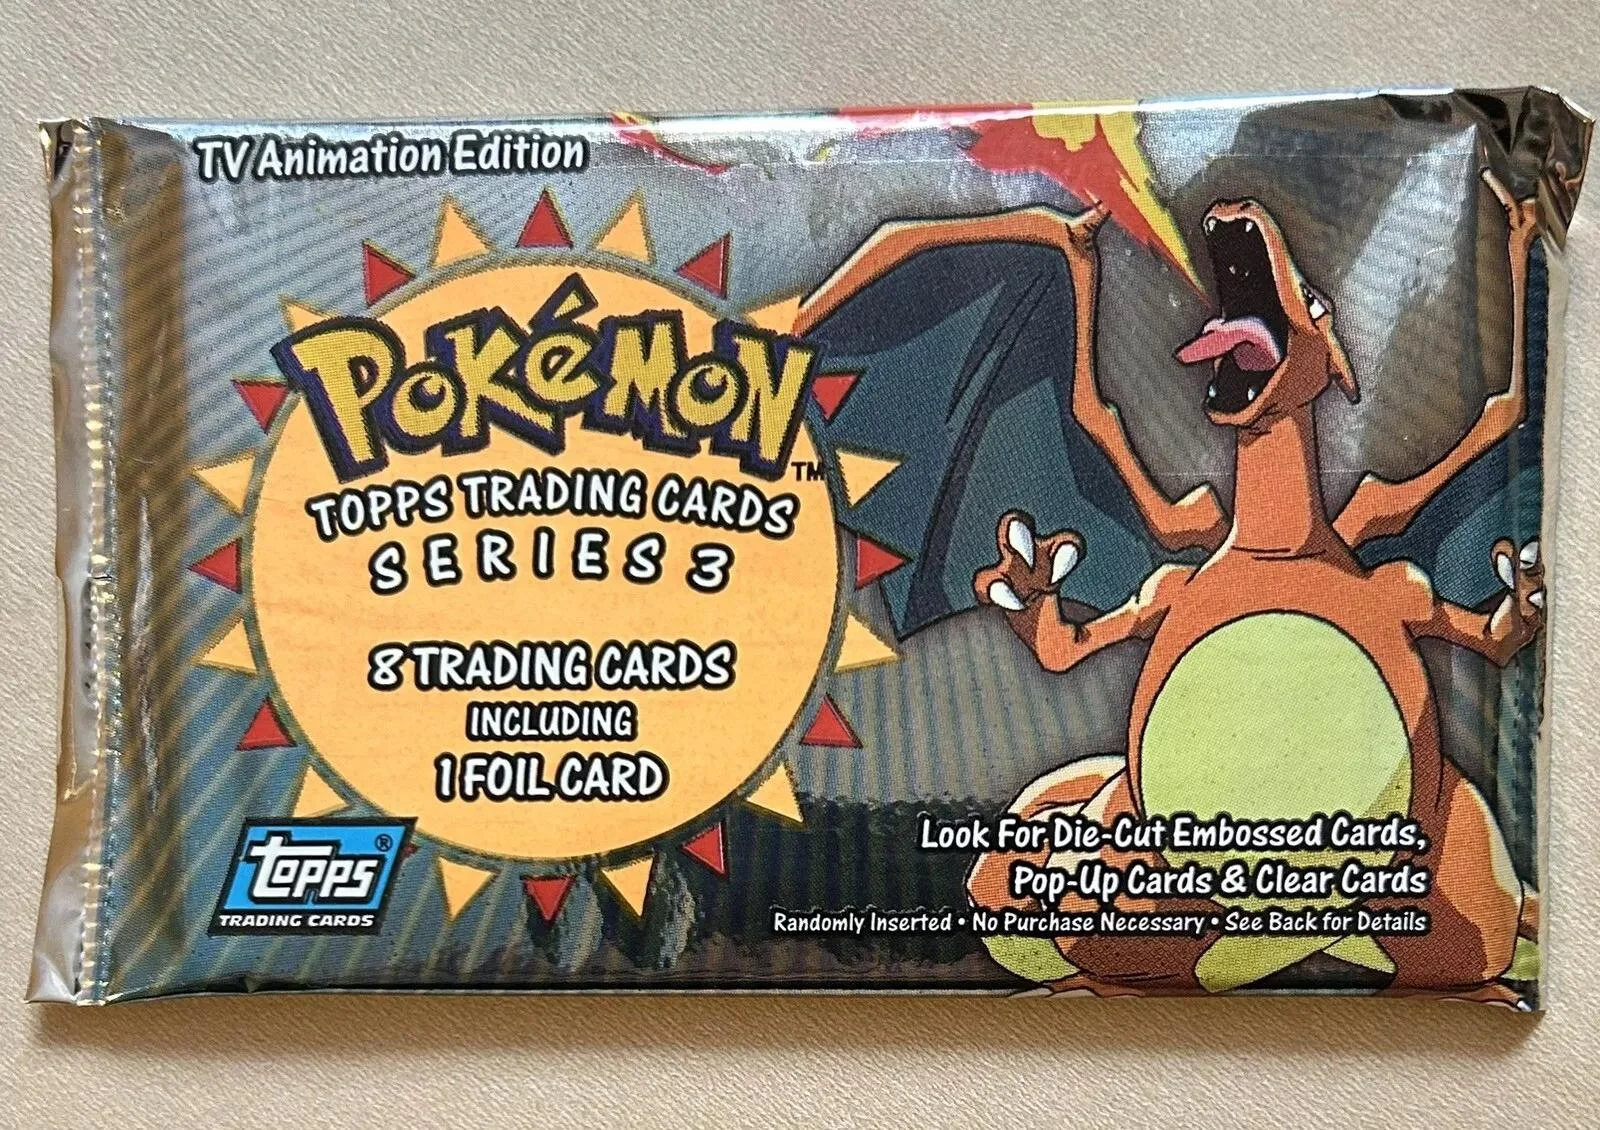 TV Animation Edition
POKéMON™
TOPPS TRADING CARDS
SERIES 3
8 TRADING CARDS
INCLUDING
1 FOIL CARD
topps®
TRADING CARDS
Look For Die-Cut Embossed Cards,
Pop-Up Cards & Clear Cards
Randomly Inserted • No Purchase Necessary • See Back for Details